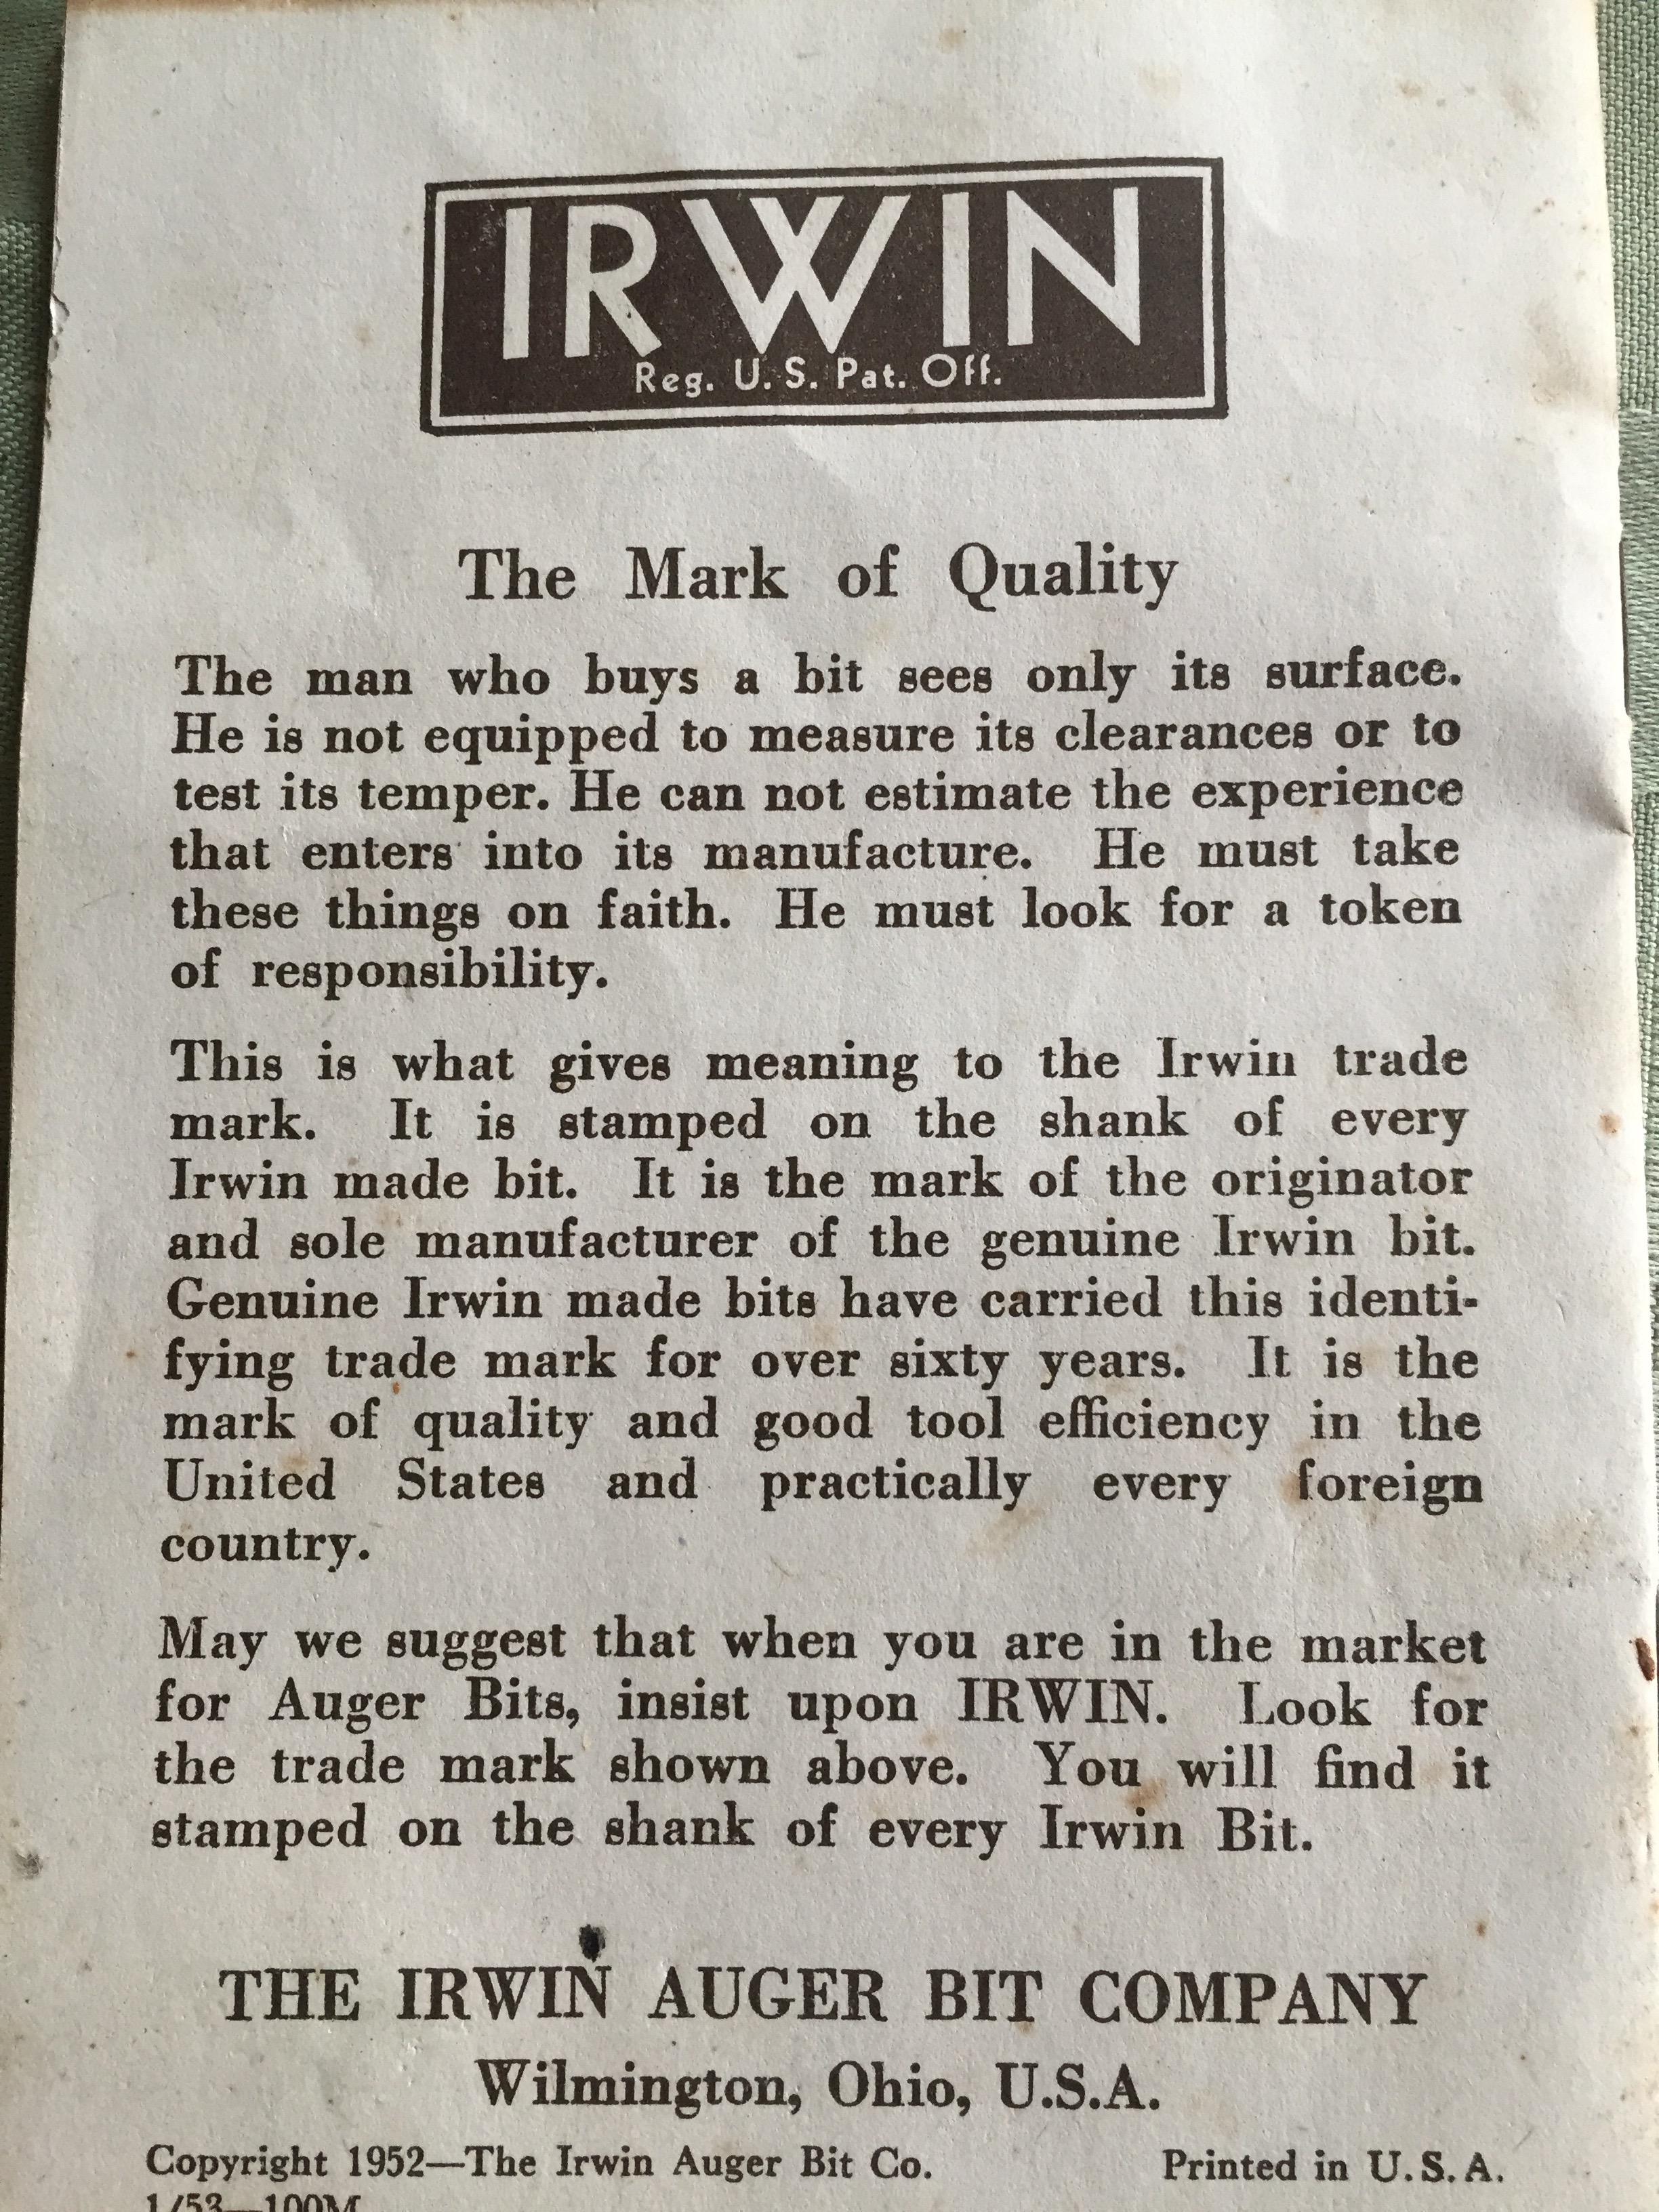 IRWIN
Reg. U. S. Pat. Off.
The Mark of Quality
The man who buys a bit sees only its surface.
He is not equipped to measure its clearances or to
test its temper. He can not estimate the experience
that enters into its manufacture. He must take
these things on faith. He must look for a token
of responsibility.
This is what gives meaning to the Irwin trade
mark. It is stamped on the shank of every
Irwin made bit. It is the mark of the originator
and sole manufacturer of the genuine Irwin bit.
Genuine Irwin made bits have carried this identi-
fying trade mark for over sixty years. It is the
mark of quality and good tool efficiency in the
United States and practically every foreign
country.
May we suggest that when you are in the market
for Auger Bits, insist upon IRWIN. Look for
the trade mark shown above. You will find it
stamped on the shank of every Irwin Bit.
THE IRWIN AUGER BIT COMPANY
Wilmington, Ohio, U.S.A.
Copyright 1952—The Irwin Auger Bit Co. Printed in U. S. A.
1/53—100M